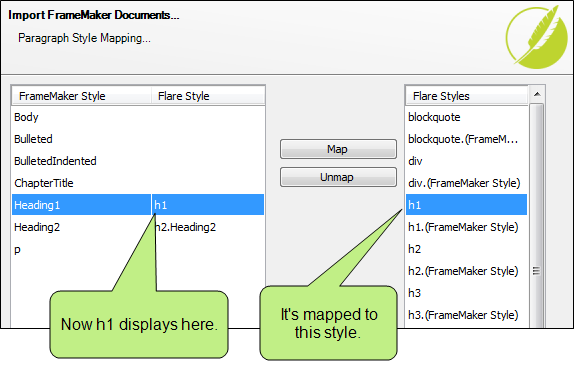 Import FrameMaker Documents...
Paragraph Style Mapping...
FrameMaker Style Flare Style
Body
Bulleted
BulletedIndented
ChapterTitle
Heading1 h1
Heading2 h2.Heading2
p
Map
Unmap
Flare Styles
blockquote
blockquote.(FrameM...
div
div.(FrameMaker Style)
h1
h1.(FrameMaker Style)
h2
h2.(FrameMaker Style)
h3
h3.(FrameMaker Style)
Now h1 displays here.
It's mapped to
this style.